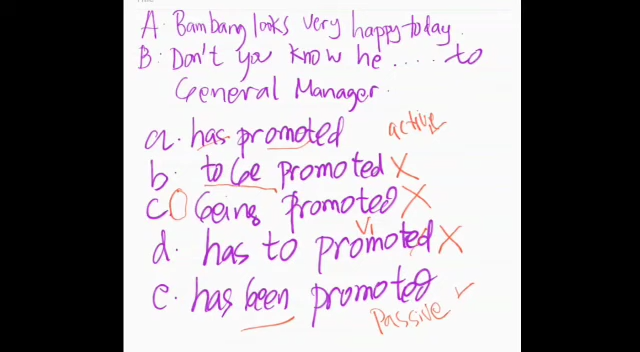 A. Bambang looks very happy today.
B: Don't you know he ..... to
General Manager.
a. has promoted active
b. to be promoted X
c. being promoted X
V1
d. has to promoted X
e. has been promoted ✓
Passive